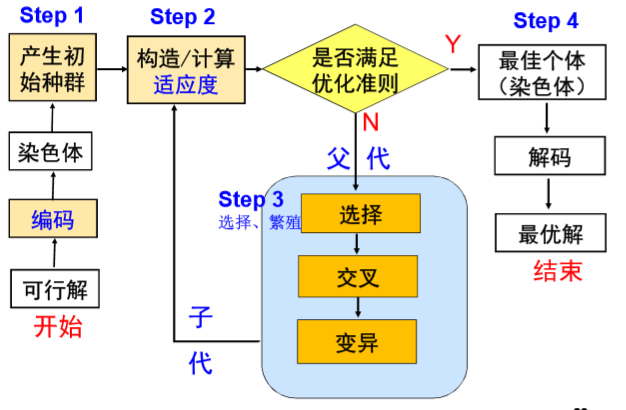 Step 1
产生初
始种群
染色体
编码
可行解
开始
Step 2
构造/计算
适应度
是否满足
优化准则
Y
N
父 代
Step 3
选择、繁殖
选择
交叉
变异
子
代
Step 4
最佳个体
（染色体）
解码
最优解
结束